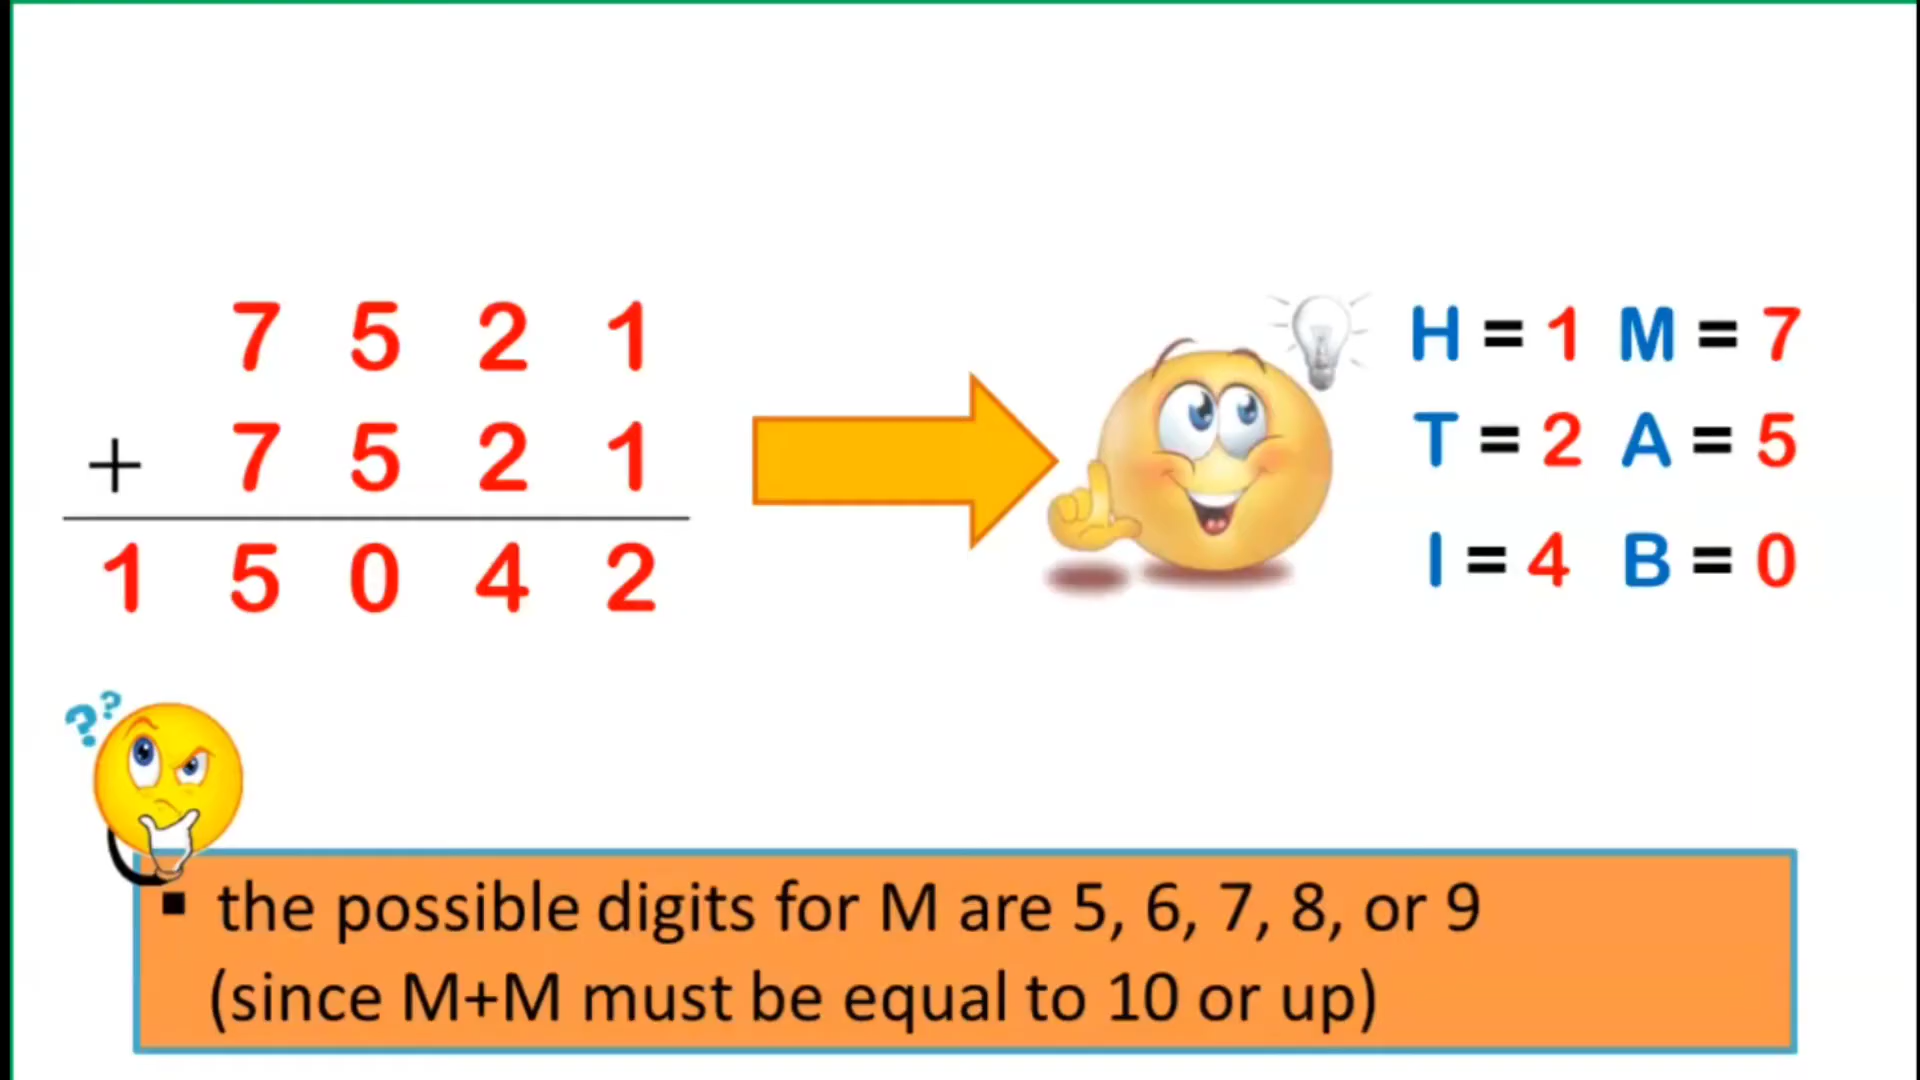 7 5 2 1
+ 7 5 2 1
1 5 0 4 2
H = 1 M = 7
T = 2 A = 5
I = 4 B = 0
? ?
▪ the possible digits for M are 5, 6, 7, 8, or 9
(since M+M must be equal to 10 or up)